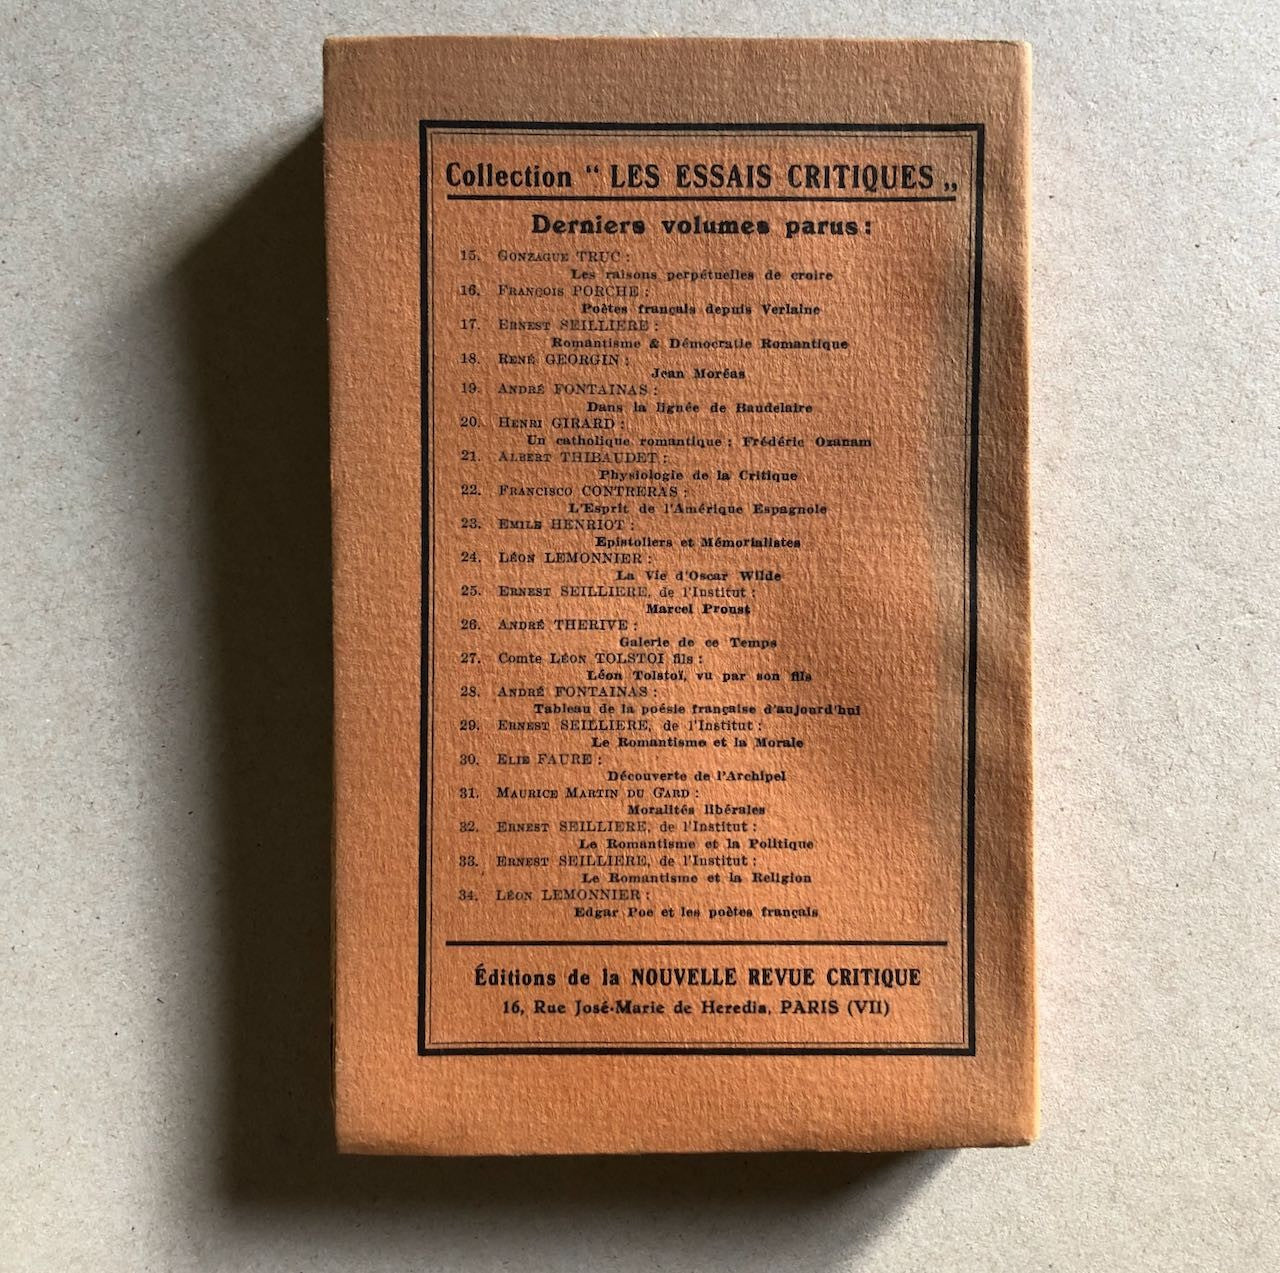 Collection “ LES ESSAIS CRITIQUES „
Derniers volumes parus :
15. Gonzague TRUC :
Les raisons perpétuelles de croire
16. François PORCHE :
Poètes français depuis Verlaine
17. Ernest SEILLIERE :
Romantisme & Démocratie Romantique
18. René GEORGIN :
Jean Moréas
19. André FONTAINAS :
Dans la lignée de Baudelaire
20. Henri GIRARD :
Un catholique romantique : Frédéric Ozanam
21. Albert THIBAUDET :
Physiologie de la Critique
22. Francisco CONTRERAS :
L'Esprit de l'Amérique Espagnole
23. Emile HENRIOT :
Epistoliers et Mémorialistes
24. Léon LEMONNIER :
La Vie d'Oscar Wilde
25. Ernest SEILLIERE, de l'Institut :
Marcel Proust
26. André THERIVE :
Galerie de ce Temps
27. Comte Léon TOLSTOÏ fils :
Léon Tolstoï, vu par son fils
28. André FONTAINAS :
Tableau de la poésie française d'aujourd'hui
29. Ernest SEILLIERE, de l'Institut :
Le Romantisme et la Morale
30. Elie FAURE :
Découverte de l'Archipel
31. Maurice Martin du Gard :
Moralités libérales
32. Ernest SEILLIERE, de l'Institut :
Le Romantisme et la Politique
33. Ernest SEILLIERE, de l'Institut :
Le Romantisme et la Religion
34. Léon LEMONNIER :
Edgar Poe et les poètes français
Éditions de la NOUVELLE REVUE CRITIQUE
16, Rue José-Marie de Heredia, PARIS (VII)